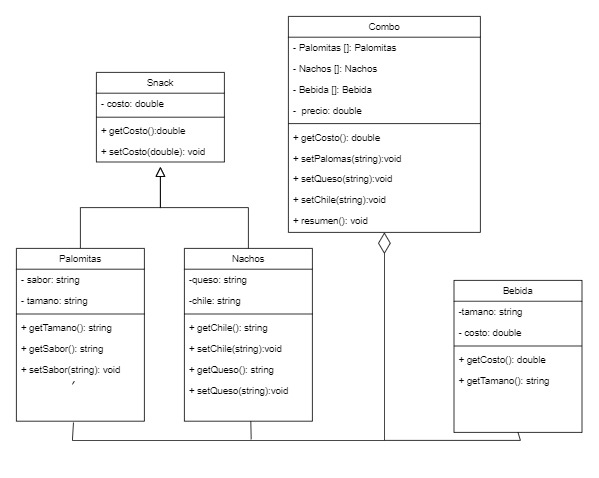 Combo
- Palomitas []: Palomitas
- Nachos []: Nachos
- Bebida []: Bebida
- precio: double
+ getCosto(): double
+ setPalomas(string):void
+ setQueso(string):void
+ setChile(string):void
+ resumen(): void
Snack
- costo: double
+ getCosto():double
+ setCosto(double): void
Palomitas
- sabor: string
- tamano: string
+ getTamano(): string
+ getSabor(): string
+ setSabor(string): void
Nachos
-queso: string
-chile: string
+ getChile(): string
+ setChile(string):void
+ getQueso(): string
+ setQueso(string):void
Bebida
-tamano: string
- costo: double
+ getCosto(): double
+ getTamano(): string